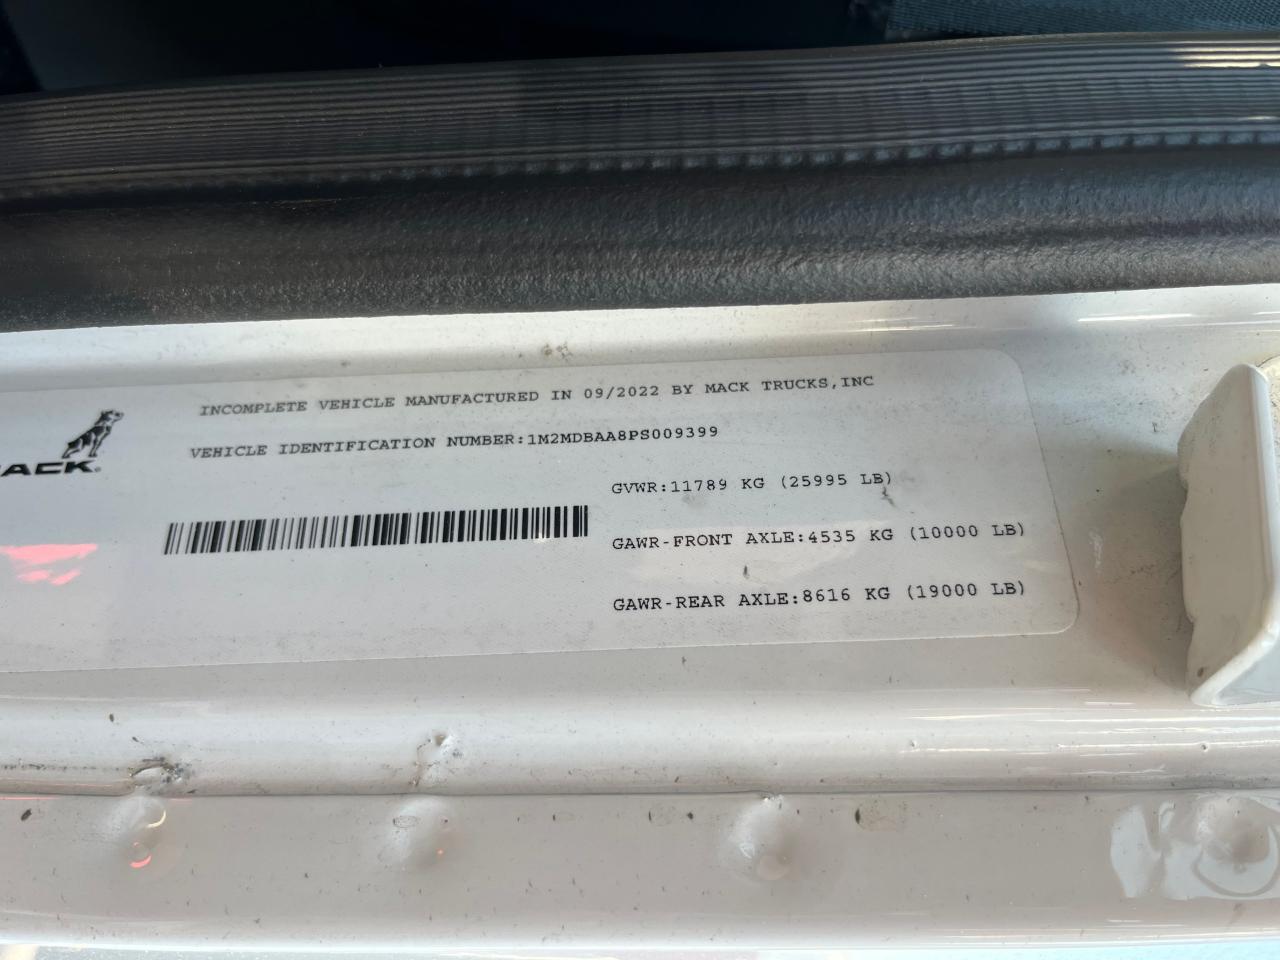 INCOMPLETE VEHICLE MANUFACTURED IN 09/2022 BY MACK TRUCKS,INC
VEHICLE IDENTIFICATION NUMBER:1M2MDBAA8PS009399
ACK®
GVWR:11789 KG (25995 LB)
GAWR-FRONT AXLE:4535 KG (10000 LB)
GAWR-REAR AXLE:8616 KG (19000 LB)